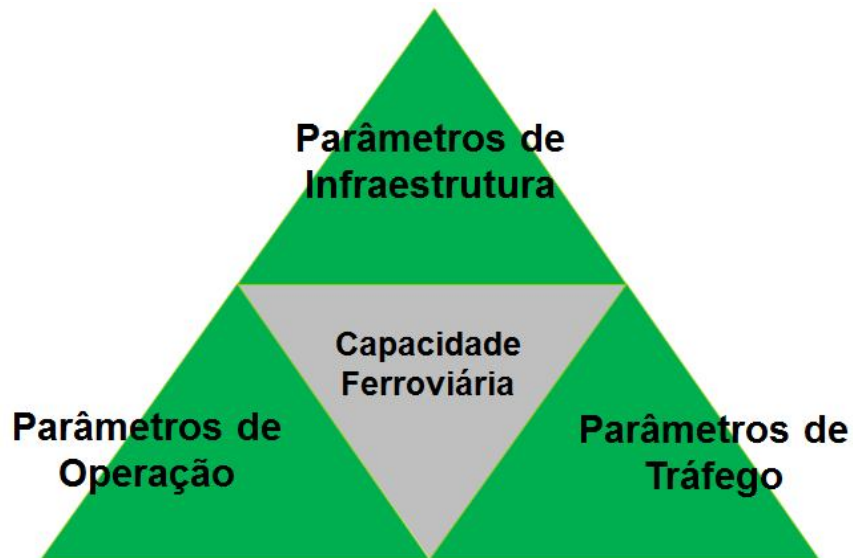 Parâmetros de
Infraestrutura
Capacidade
Ferroviária
Parâmetros de
Operação
Parâmetros de
Tráfego